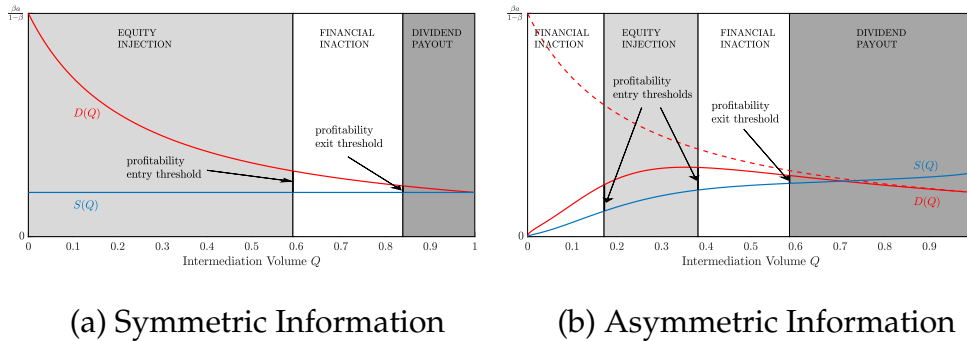 βa
1−β
EQUITY
INJECTION
FINANCIAL
INACTION
DIVIDEND
PAYOUT
D(Q)
profitability
exit threshold
profitability
entry threshold
S(Q)
0
0 0.1 0.2 0.3 0.4 0.5 0.6 0.7 0.8 0.9 1
Intermediation Volume Q
(a) Symmetric Information
βa
1−β
FINANCIAL
INACTION
EQUITY
INJECTION
FINANCIAL
INACTION
DIVIDEND
PAYOUT
profitability
entry thresholds
profitability
exit threshold
S(Q)
D(Q)
0
0 0.1 0.2 0.3 0.4 0.5 0.6 0.7 0.8 0.9
Intermediation Volume Q
(b) Asymmetric Information